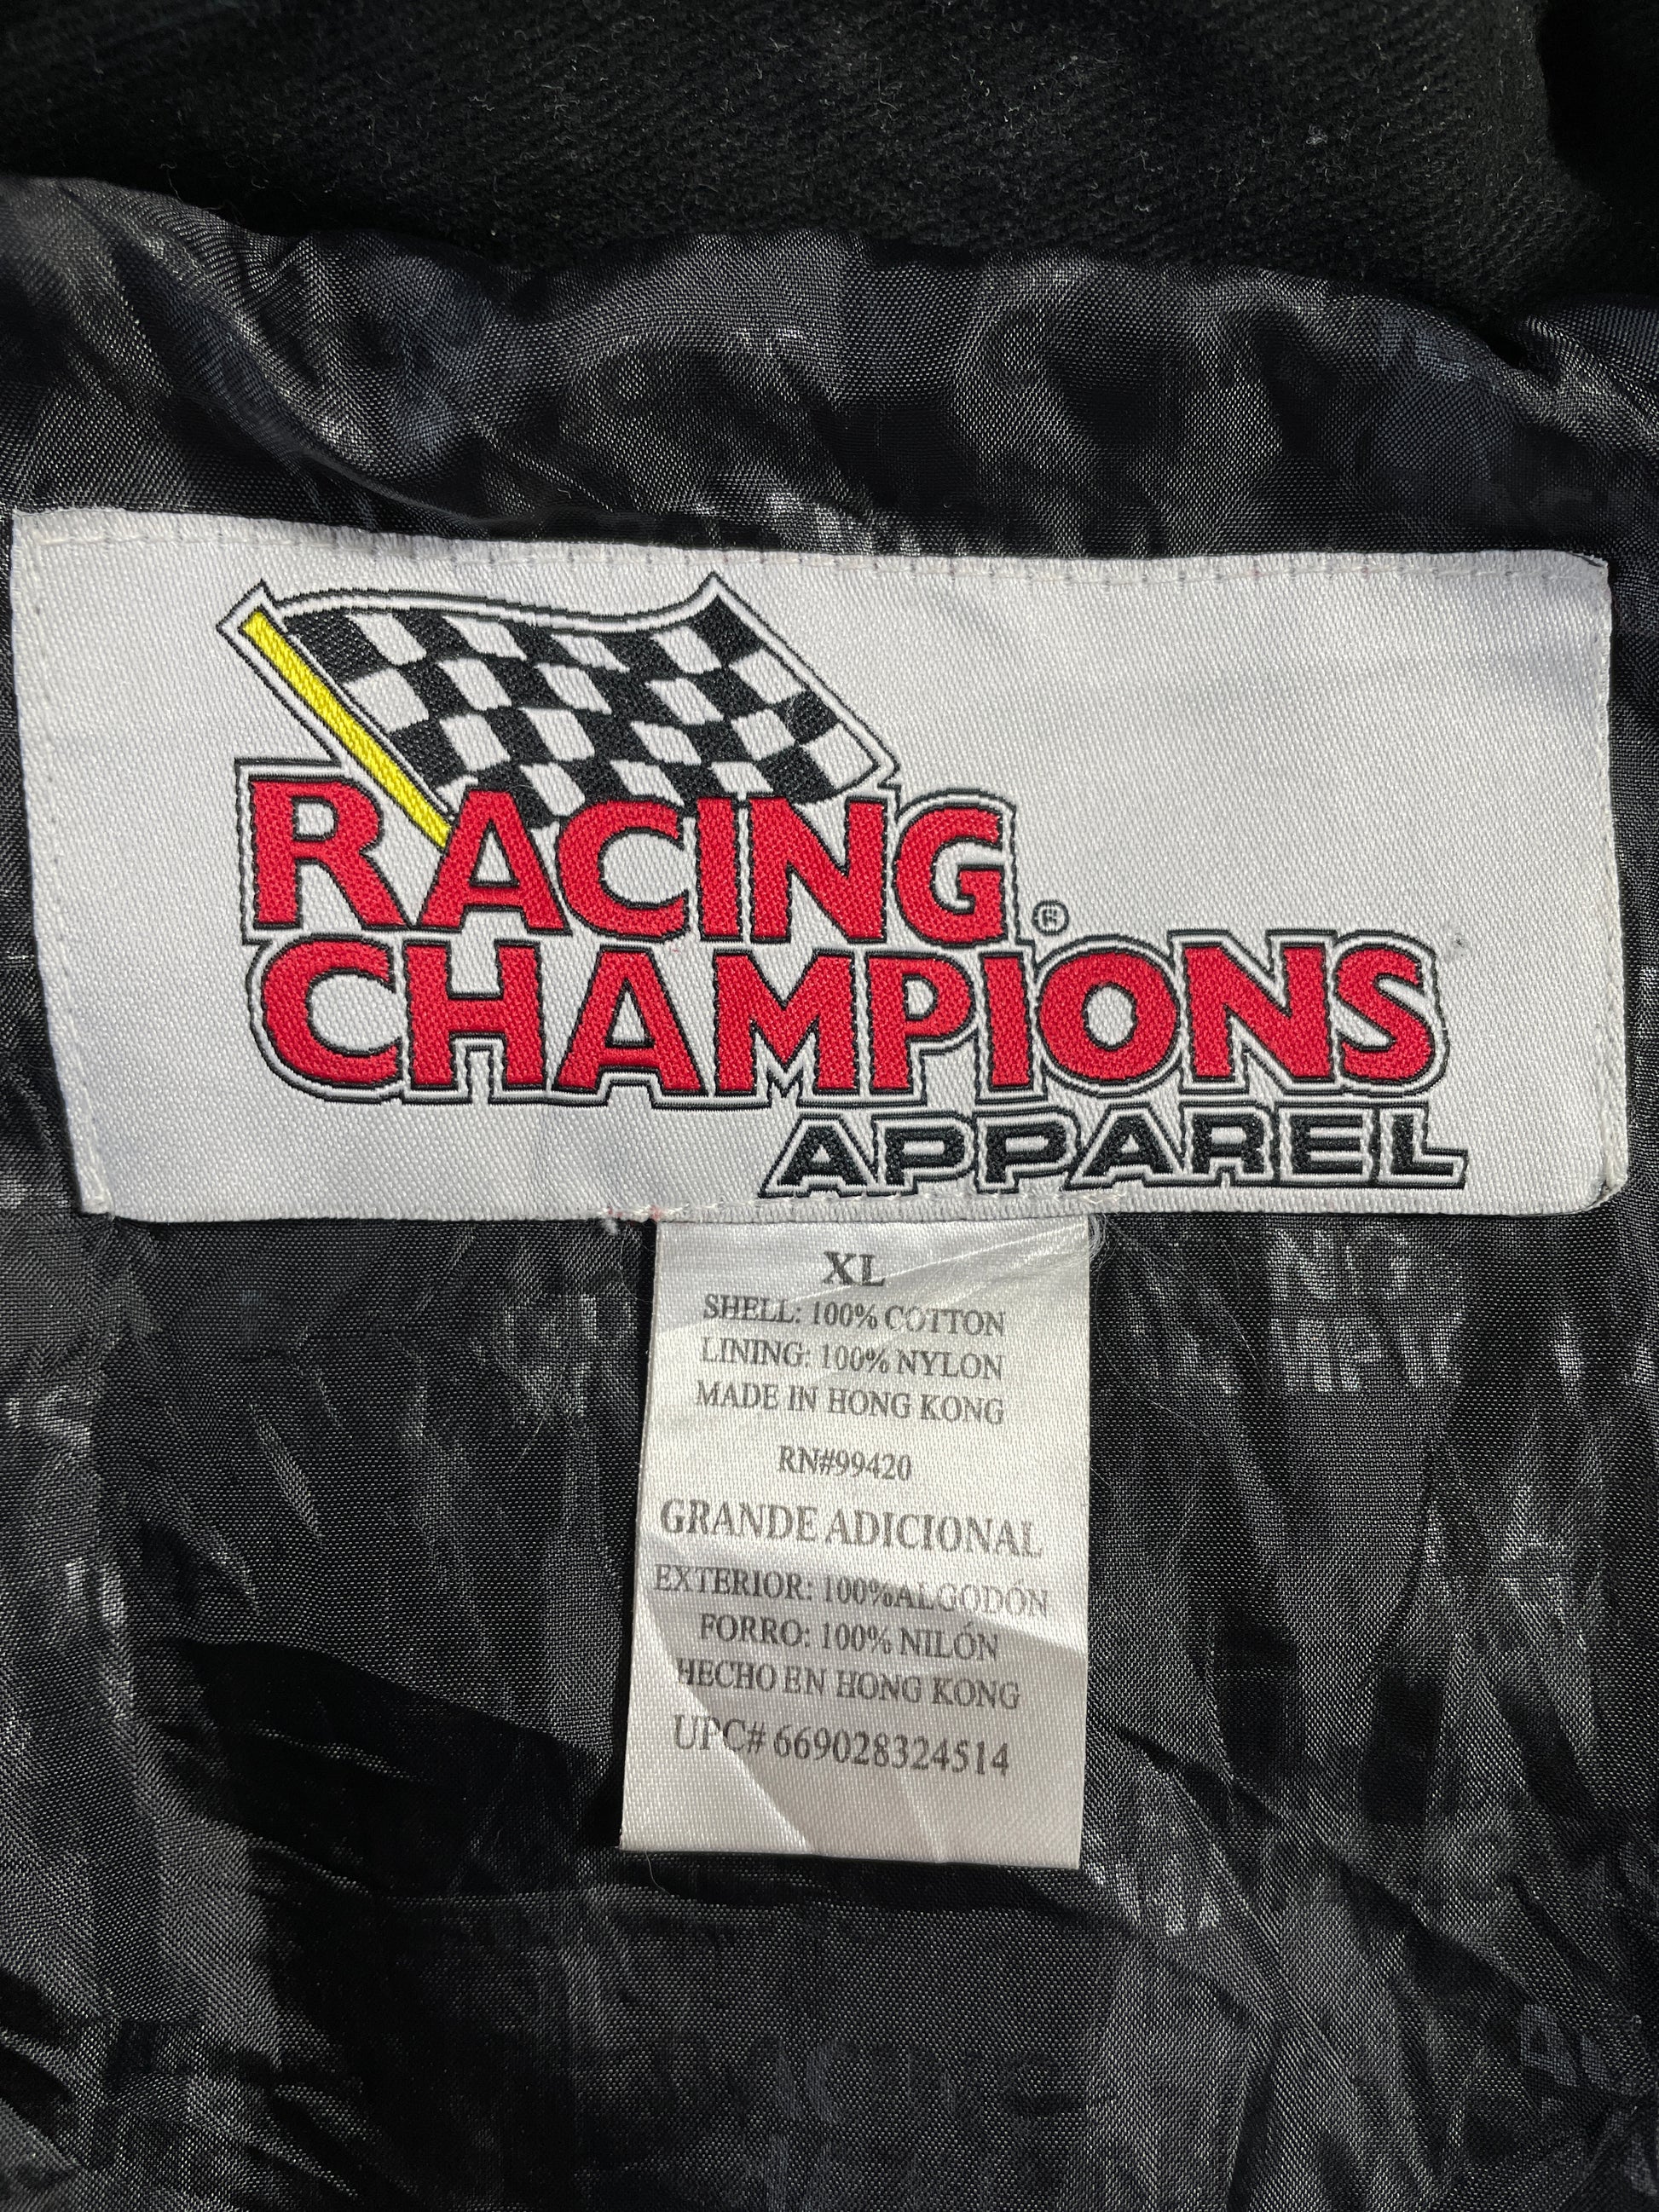 RACING®
CHAMPIONS
APPAREL
XL
SHELL: 100% COTTON
LINING: 100% NYLON
MADE IN HONG KONG
RN#99420
GRANDE ADICIONAL
EXTERIOR: 100%ALGODÓN
FORRO: 100% NILÓN
HECHO EN HONG KONG
UPC# 669028324514